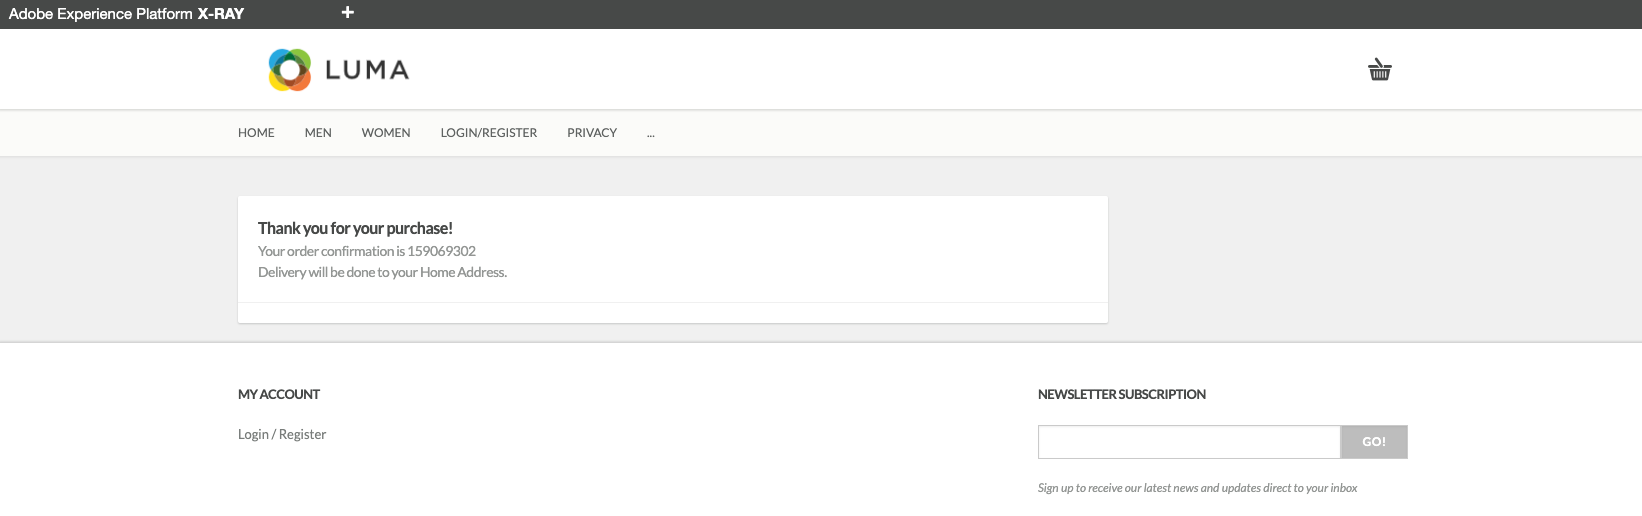 Adobe Experience Platform X-RAY +
LUMA
HOME MEN WOMEN LOGIN/REGISTER PRIVACY ...
Thank you for your purchase!
Your order confirmation is 159069302
Delivery will be done to your Home Address.
MY ACCOUNT
Login / Register
NEWSLETTER SUBSCRIPTION
GO!
Sign up to receive our latest news and updates direct to your inbox